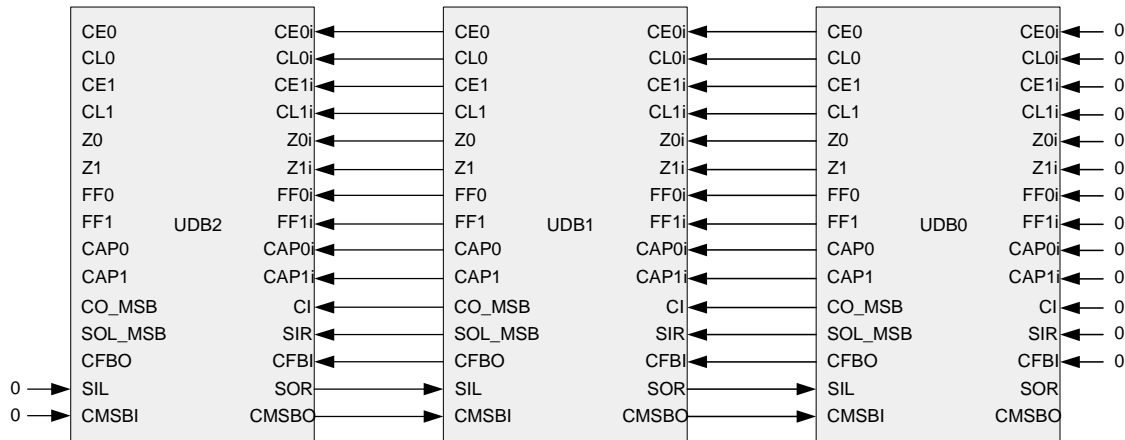 CE0 CE0i CE0 CE0i CE0 CE0i 0
CL0 CL0i CL0 CL0i CL0 CL0i 0
CE1 CE1i CE1 CE1i CE1 CE1i 0
CL1 CL1i CL1 CL1i CL1 CL1i 0
Z0 Z0i Z0 Z0i Z0 Z0i 0
Z1 Z1i Z1 Z1i Z1 Z1i 0
FF0 FF0i FF0 FF0i FF0 FF0i 0
FF1 UDB2 FF1i FF1 UDB1 FF1i FF1 UDB0 FF1i 0
CAP0 CAP0i CAP0 CAP0i CAP0 CAP0i 0
CAP1 CAP1i CAP1 CAP1i CAP1 CAP1i 0
CO_MSB CI CO_MSB CI CO_MSB CI 0
SOL_MSB SIR SOL_MSB SIR SOL_MSB SIR 0
CFBO CFBI CFBO CFBI CFBO CFBI 0
0 SIL SOR SIL SOR SIL SOR
0 CMSBI CMSBO CMSBI CMSBO CMSBI CMSBO